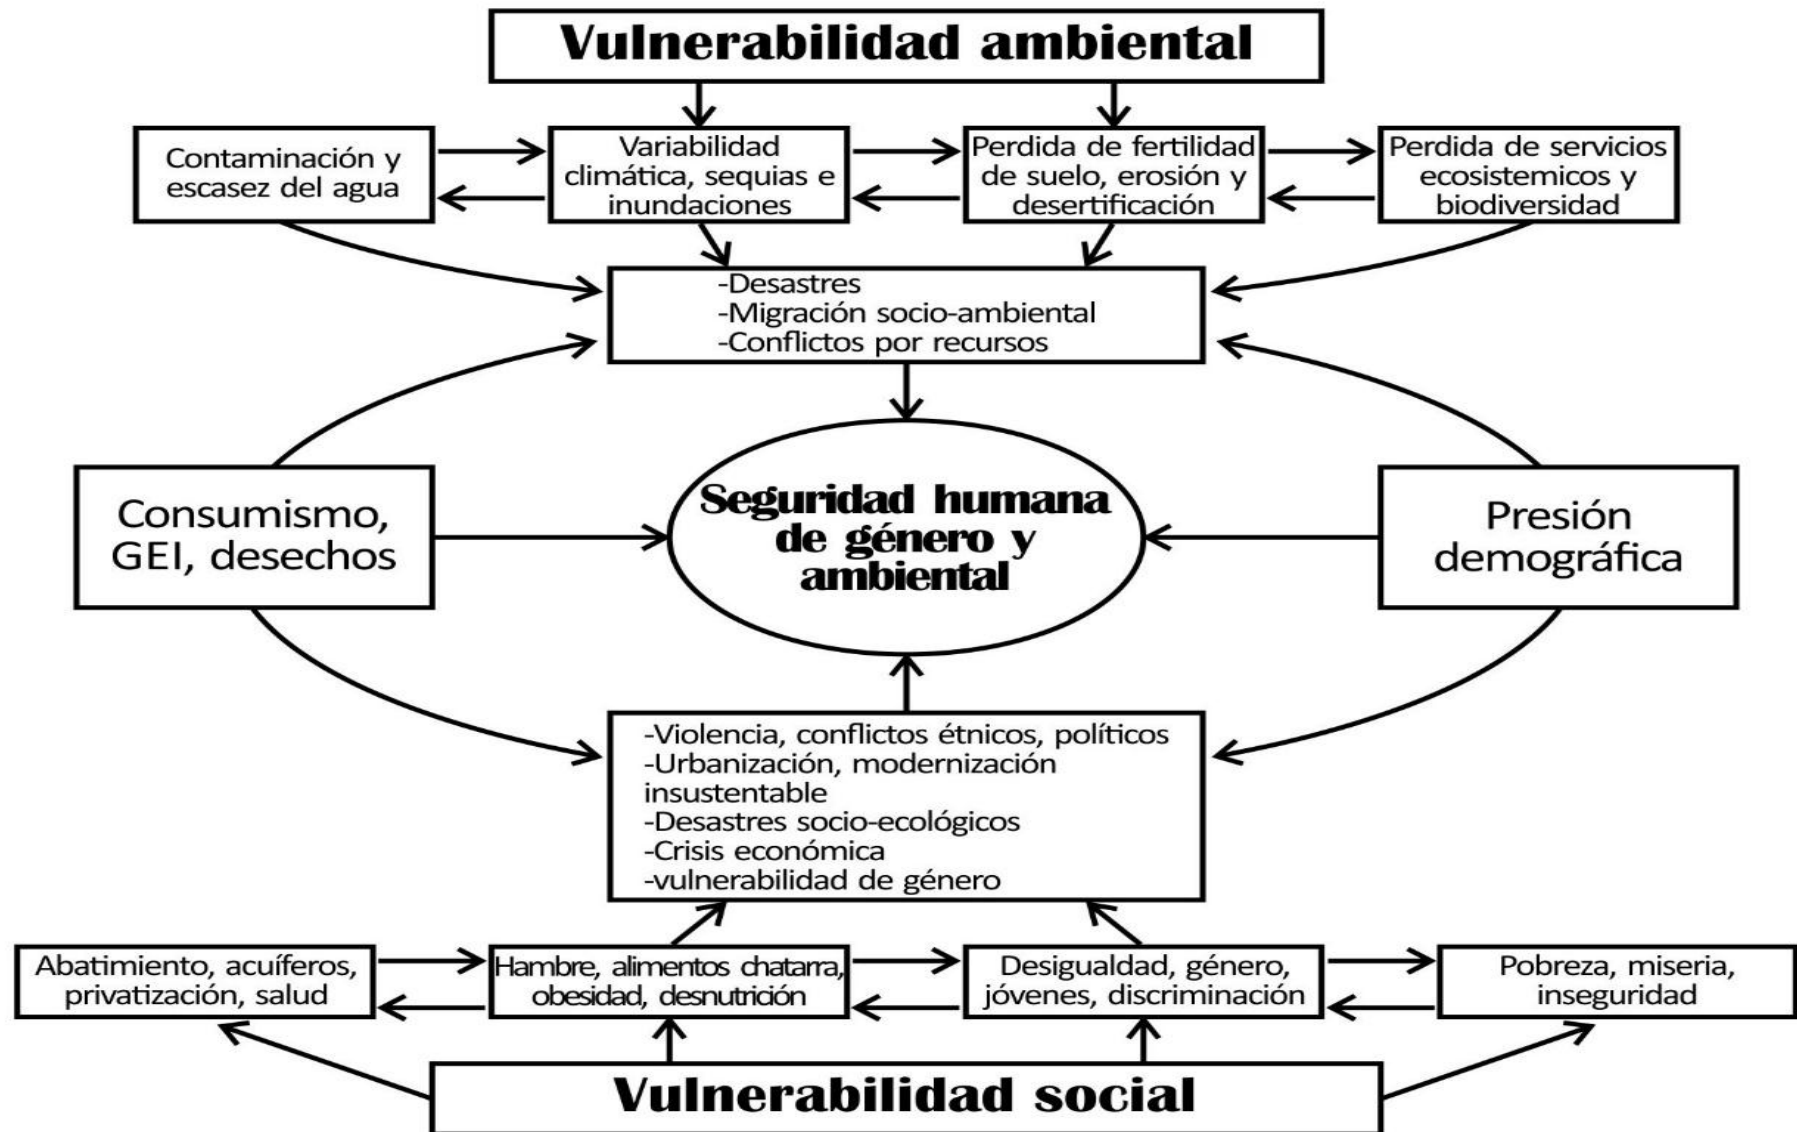 Vulnerabilidad ambiental
Contaminación y
escasez del agua
Variabilidad
climática, sequias e
inundaciones
Perdida de fertilidad
de suelo, erosión y
desertificación
Perdida de servicios
ecosistemicos y
biodiversidad
-Desastres
-Migración socio-ambiental
-Conflictos por recursos
Consumismo,
GEI, desechos
Seguridad humana
de género y
ambiental
Presión
demográfica
-Violencia, conflictos étnicos, políticos
-Urbanización, modernización
insustentable
-Desastres socio-ecológicos
-Crisis económica
-vulnerabilidad de género
Abatimiento, acuíferos,
privatización, salud
Hambre, alimentos chatarra,
obesidad, desnutrición
Desigualdad, género,
jóvenes, discriminación
Pobreza, miseria,
inseguridad
Vulnerabilidad social